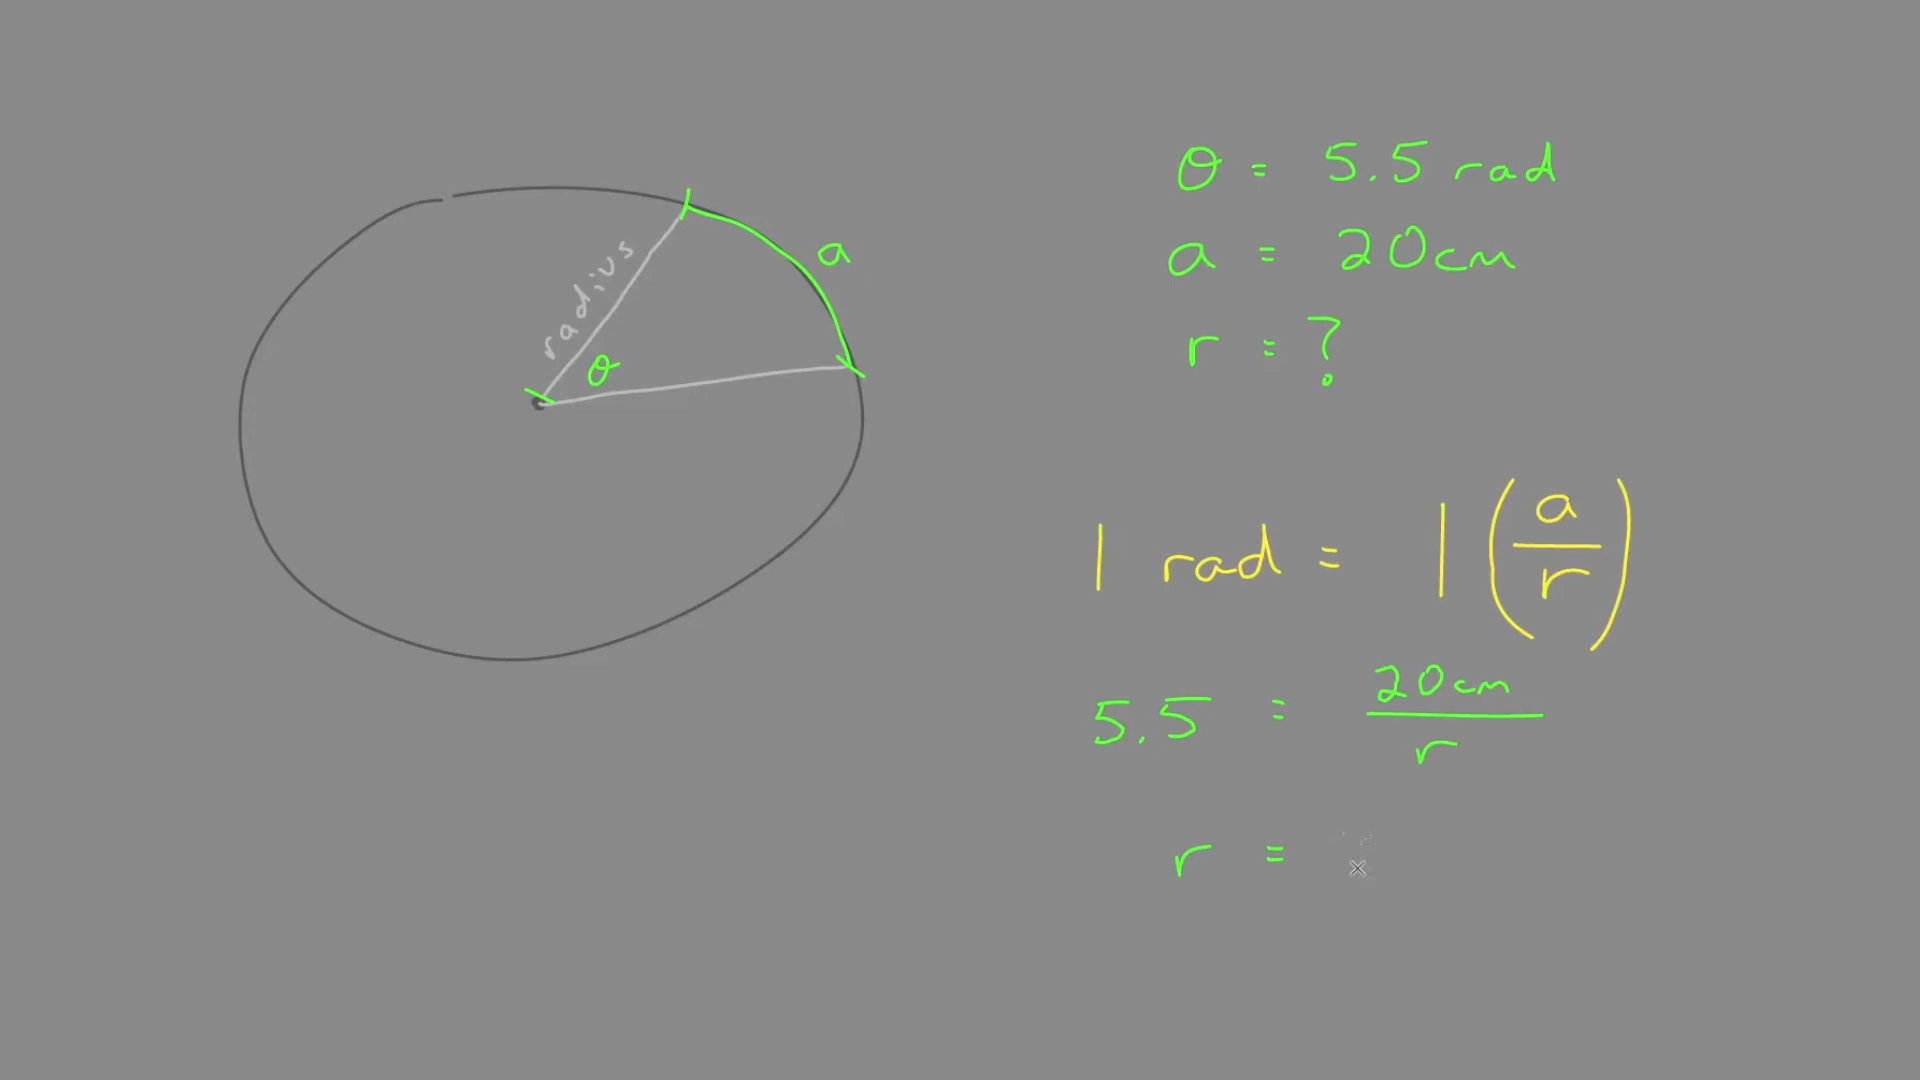 radius
θ
a
θ = 5.5 rad
a = 20cm
r = ?
1 rad = 1 (a/r)
5.5 = 20cm/r
r =